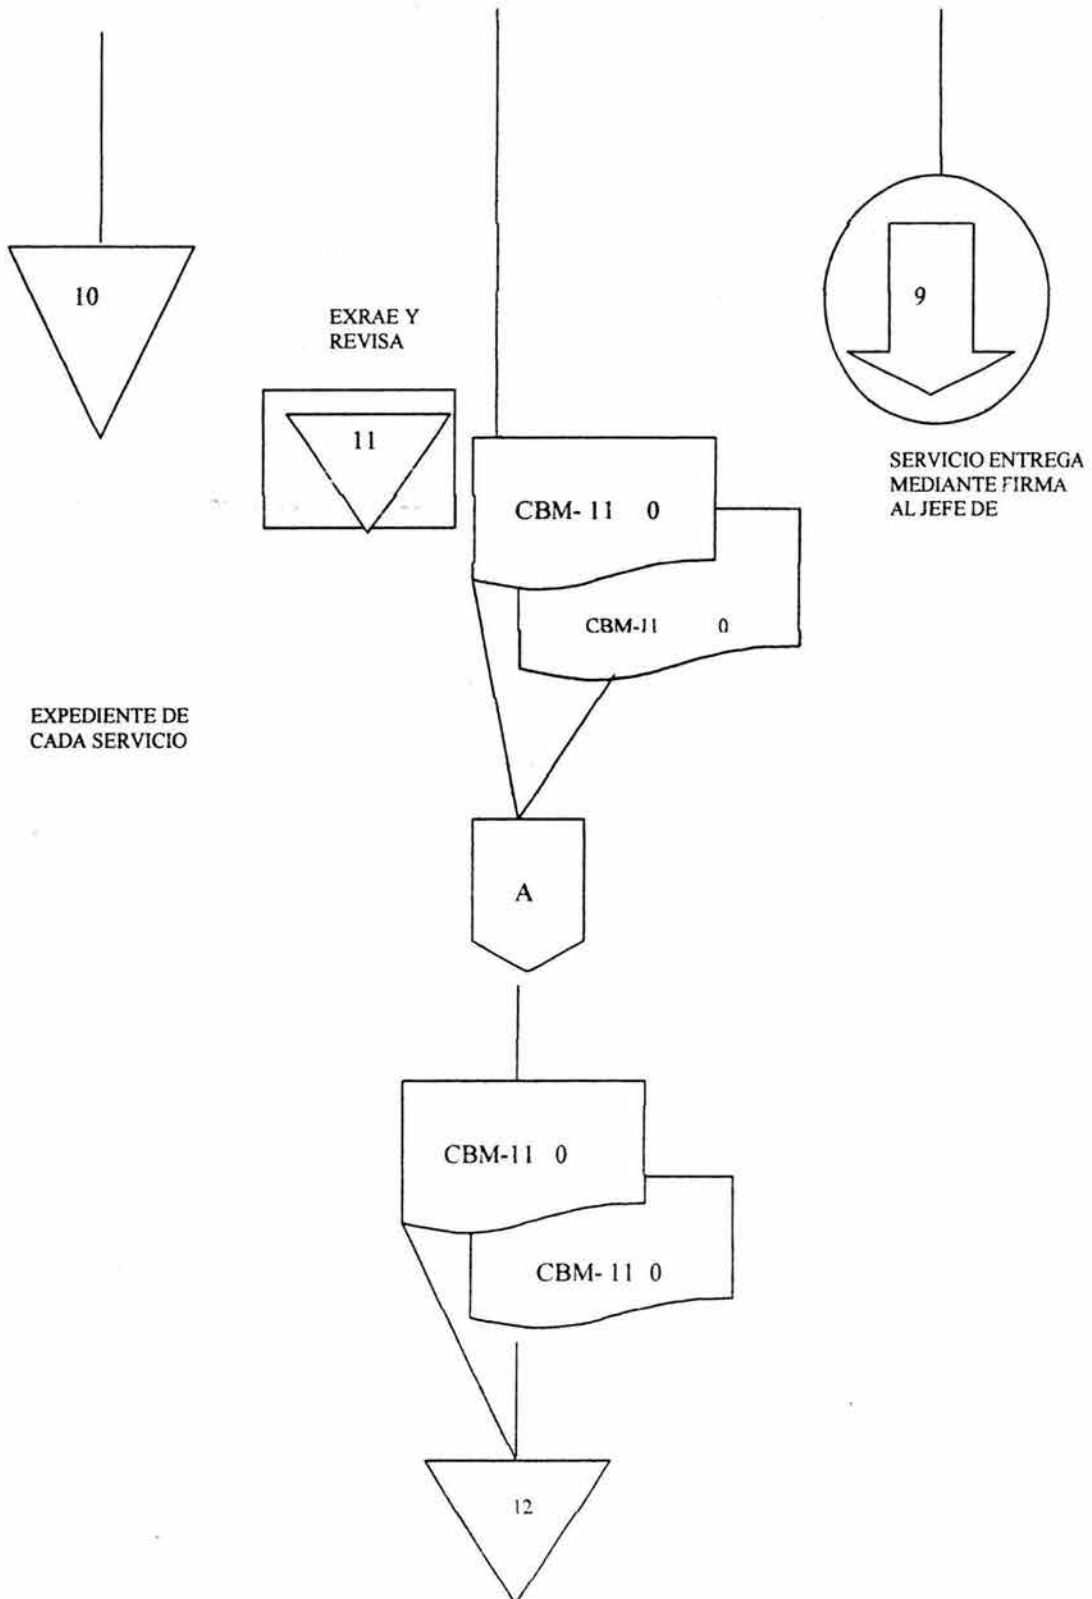 10
9
EXRAE Y
REVISA
11
SERVICIO ENTREGA
MEDIANTE FIRMA
AL JEFE DE
CBM- 11 0
CBM-11 0
EXPEDIENTE DE
CADA SERVICIO
A
CBM-11 0
CBM- 11 0
12